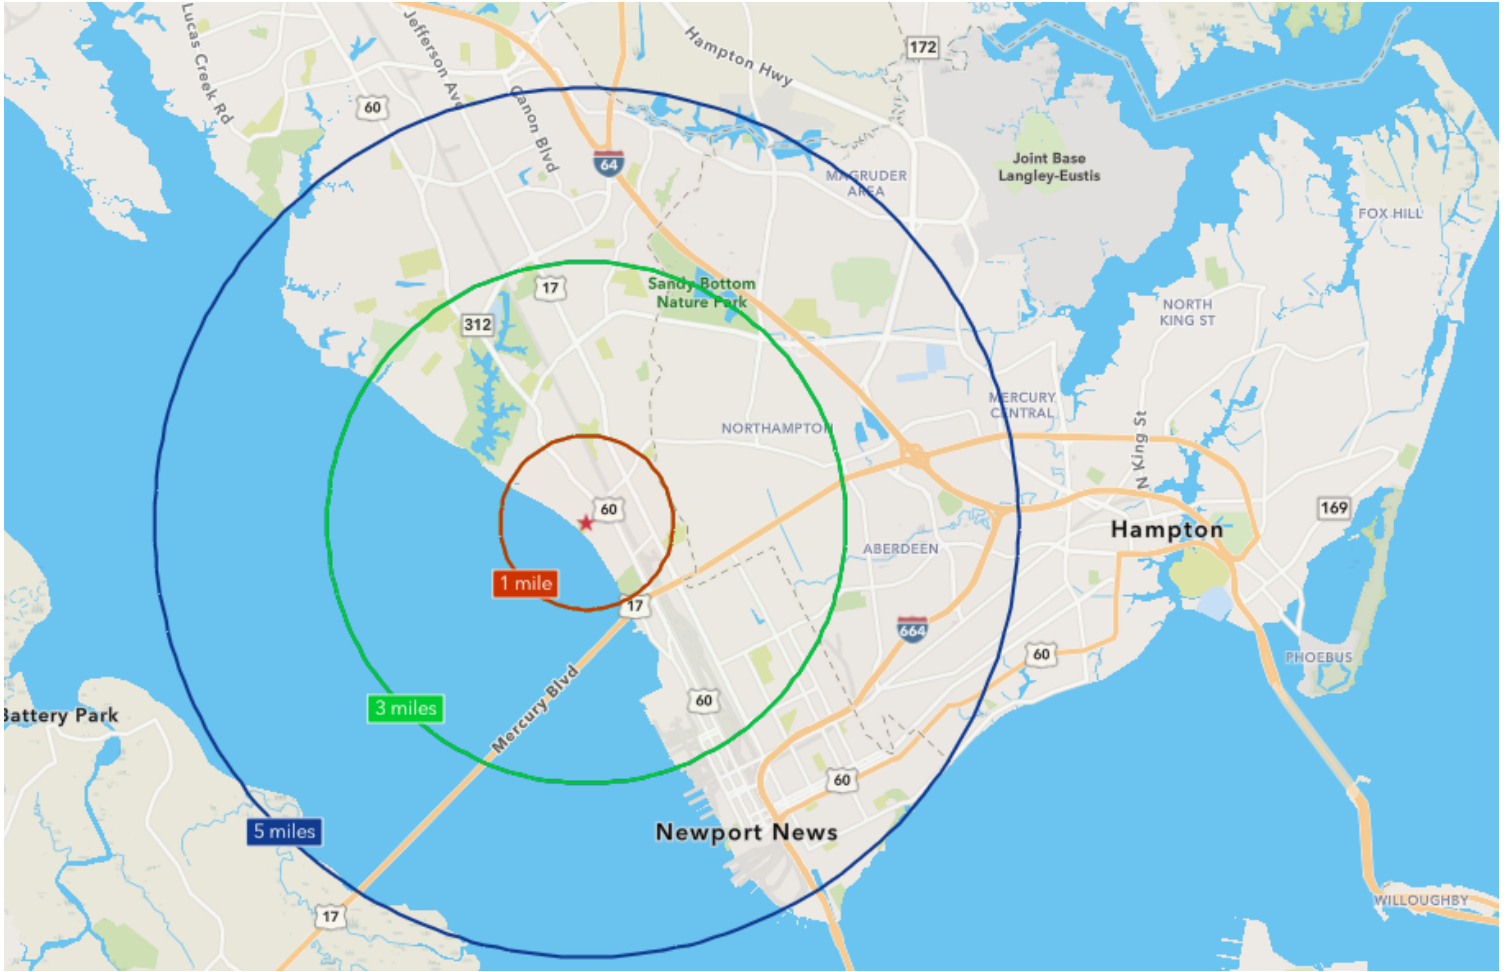 Lucas Creek Rd
Jefferson Ave
Canon Blvd
Hampton Hwy
172
60
64
MAGRUDER
AREA
Joint Base
Langley-Eustis
FOX HILL
17
Sandy Bottom
Nature Park
312
NORTH
KING ST
MERCURY
CENTRAL
NORTHAMPTON
N King St
60
169
Hampton
ABERDEEN
1 mile
17
664
60
PHOEBUS
60
3 miles
Mercury Blvd
Battery Park
60
5 miles
Newport News
17
WILLOUGHBY